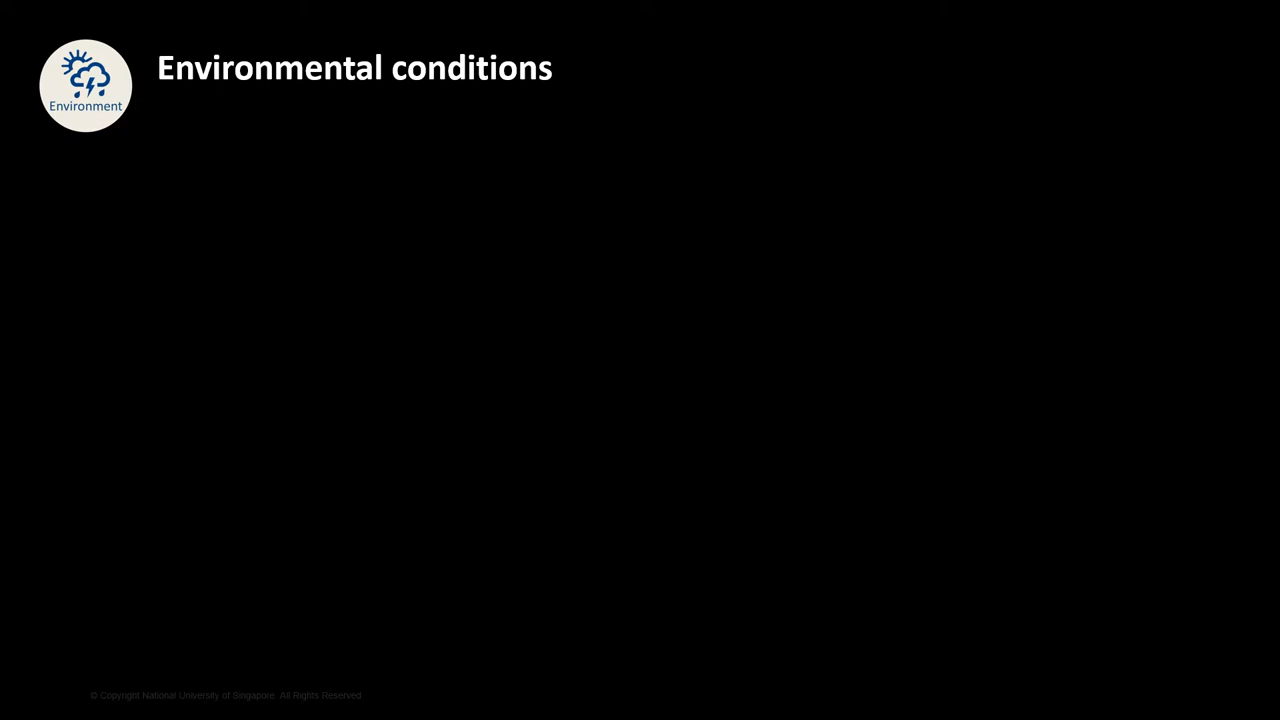 Environmental conditions
Environment
© Copyright National University of Singapore. All Rights Reserved